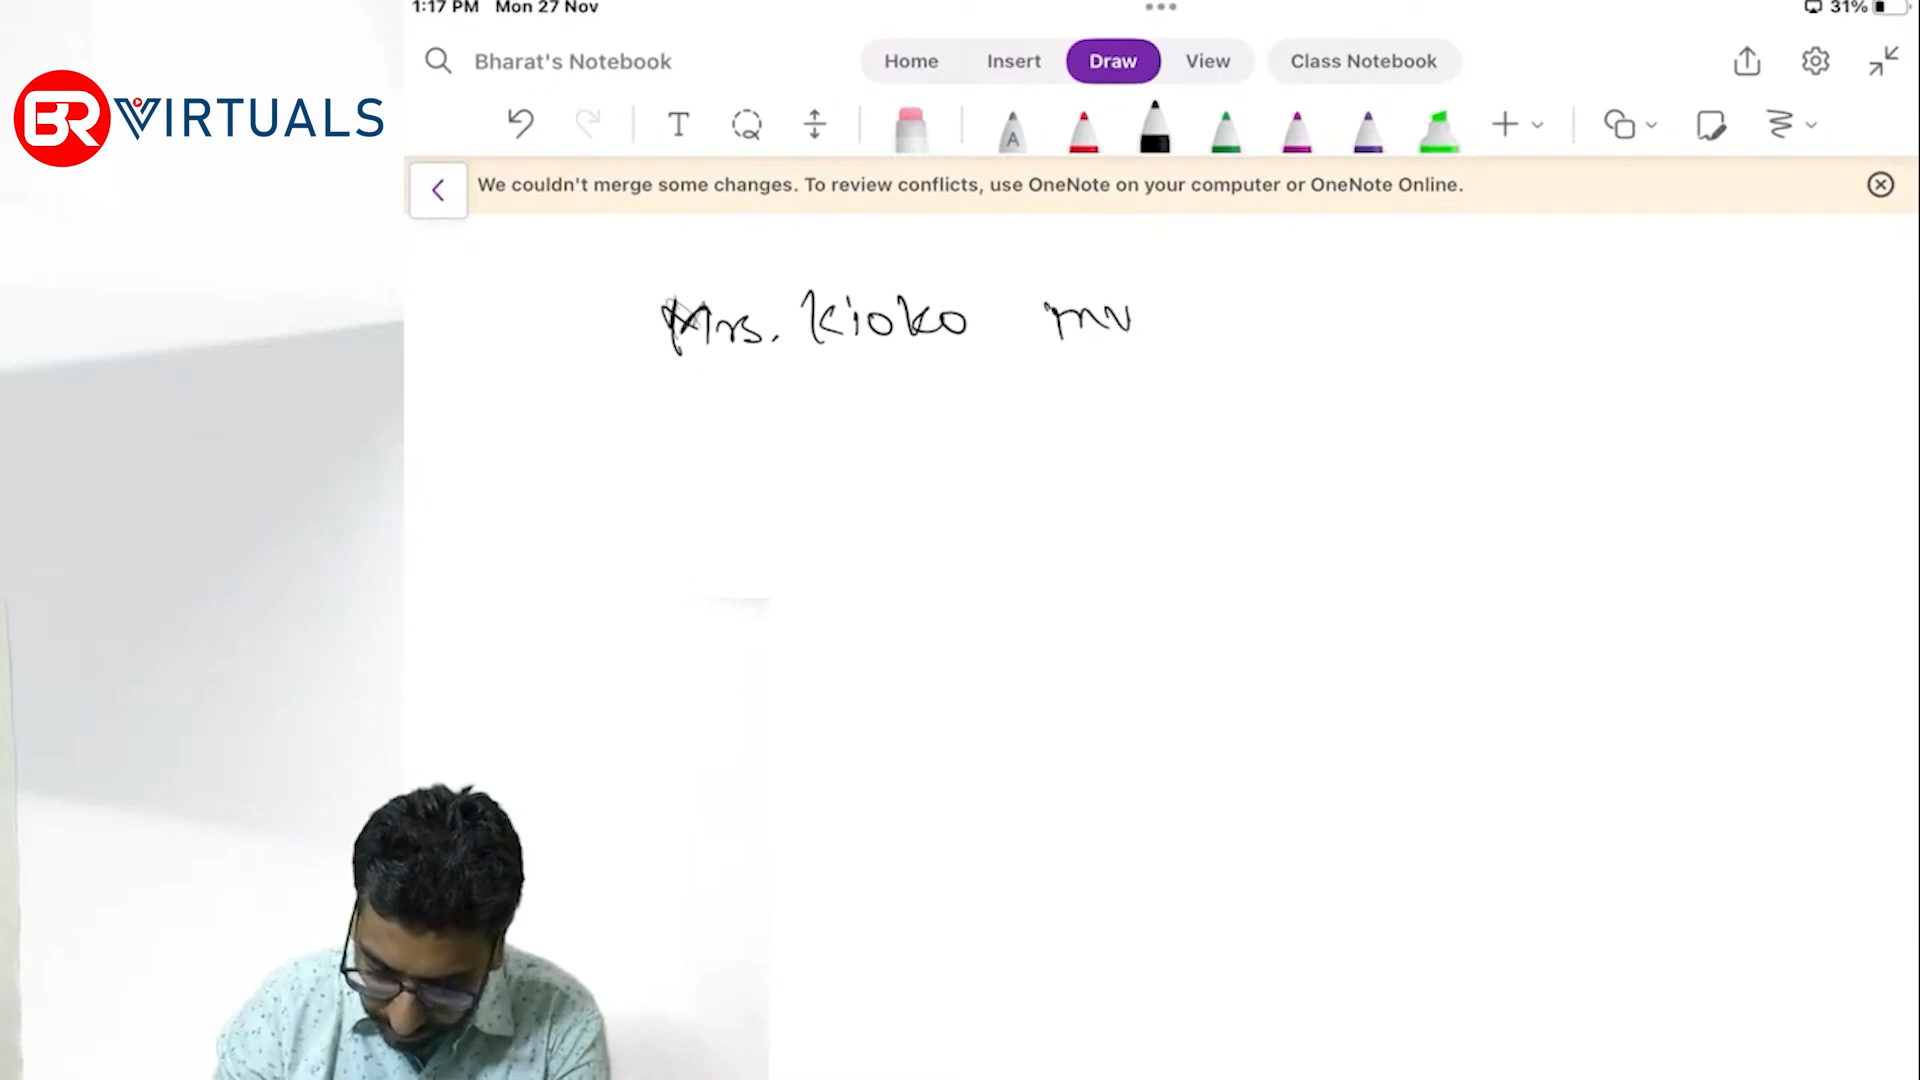 1:17 PM Mon 27 Nov
31%
BR VIRTUALS
Bharat's Notebook
Home Insert Draw View Class Notebook
T A
We couldn't merge some changes. To review conflicts, use OneNote on your computer or OneNote Online.
Mrs. Kioko